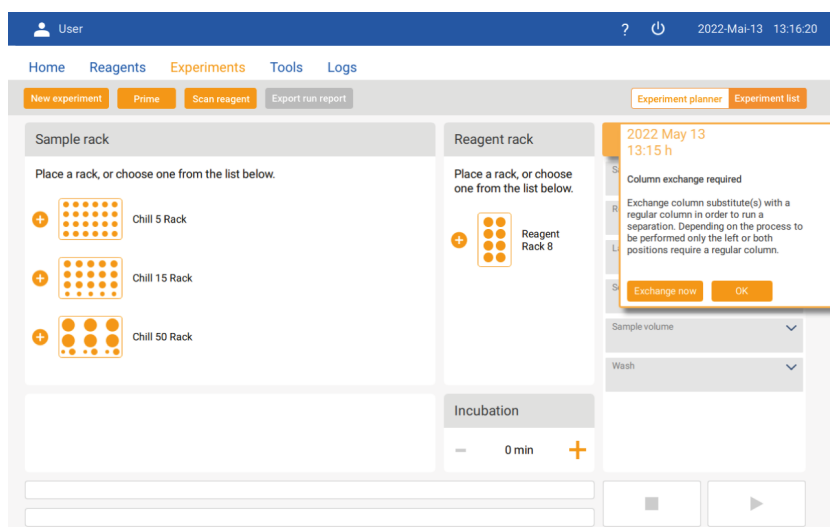 User
?
2022-Mai-13 13:16:20
Home Reagents Experiments Tools Logs
New experiment Prime Scan reagent Export run report
Experiment planner Experiment list
Sample rack
Place a rack, or choose one from the list below.
Chill 5 Rack
Chill 15 Rack
Chill 50 Rack
Reagent rack
Place a rack, or choose
one from the list below.
Reagent
Rack 8
Incubation
0 min
2022 May 13
13:15 h
Column exchange required
Exchange column substitute(s) with a
regular column in order to run a
separation. Depending on the process to
be performed only the left or both
positions require a regular column.
Exchange now OK
Sample volume
Wash